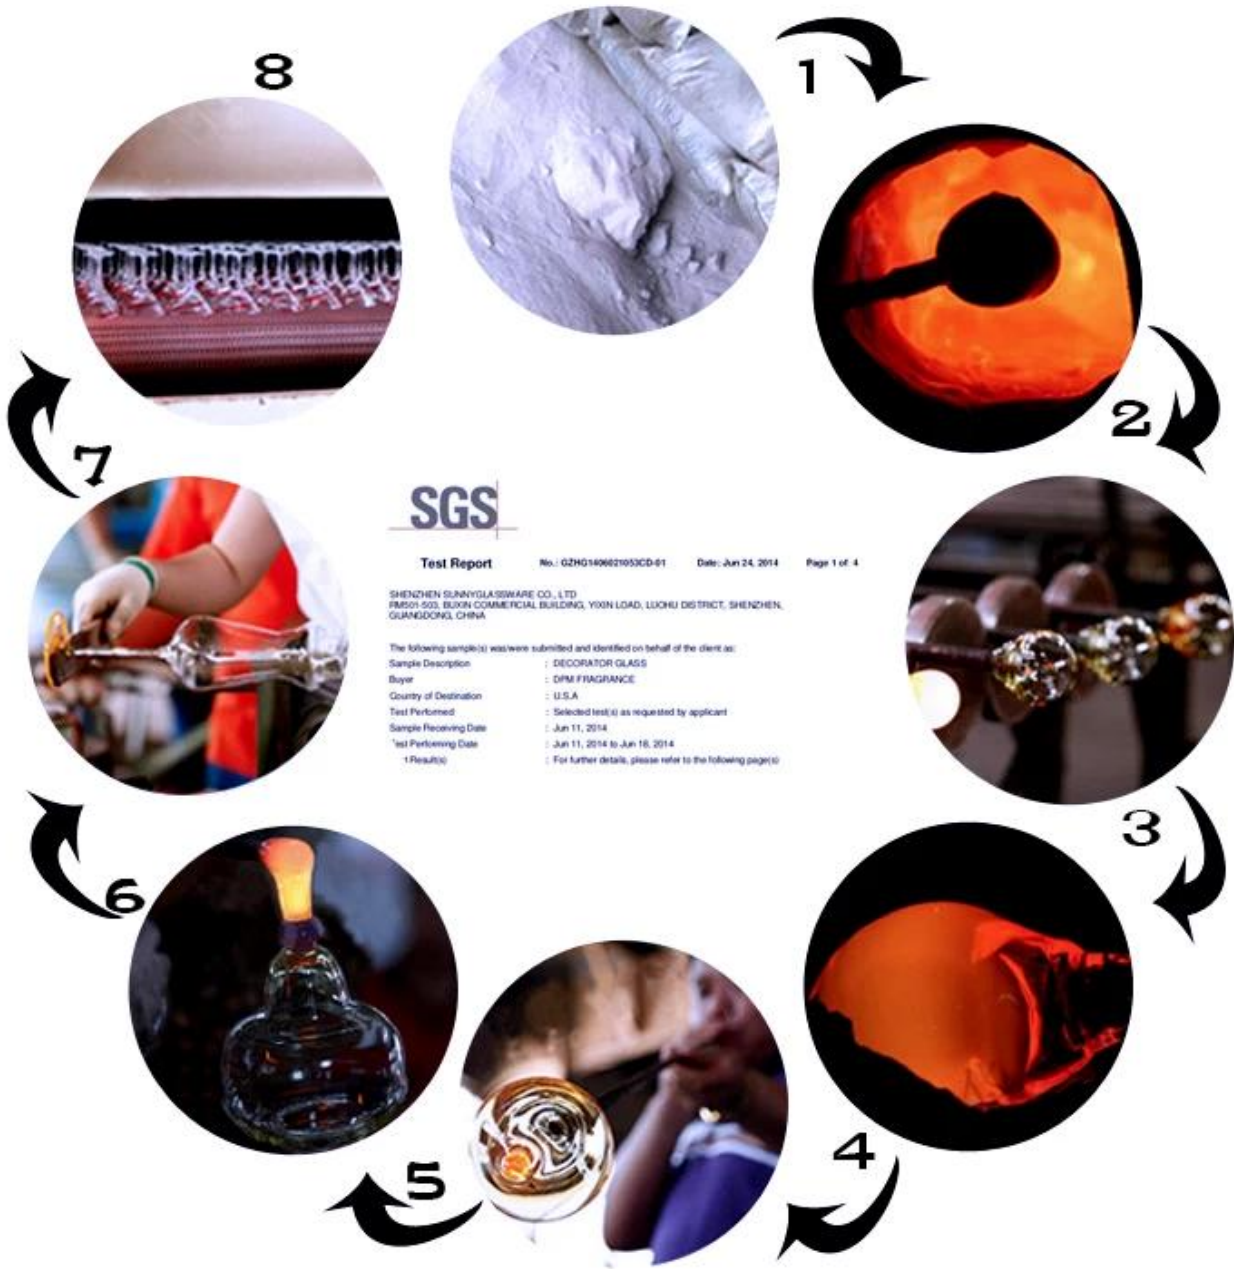 8
1
2
7
SGS
Test Report No.: GZHG1406021053CD-01 Date: Jun 24, 2014 Page 1 of 4
SHENZHEN SUNNYGLASSWARE CO., LTD
RM501-503, BUXIN COMMERCIAL BUILDING, YIXIN LOAD, LUOHU DISTRICT, SHENZHEN,
GUANGDONG, CHINA
The following sample(s) was/were submitted and identified on behalf of the client as:
Sample Description : DECORATOR GLASS
Buyer : DPM FRAGRANCE
Country of Destination : U.S.A
Test Performed : Selected test(s) as requested by applicant
Sample Receiving Date : Jun 11, 2014
Test Performing Date : Jun 11, 2014 to Jun 18, 2014
t Result(s) : For further details, please refer to the following page(s)
3
6
4
5